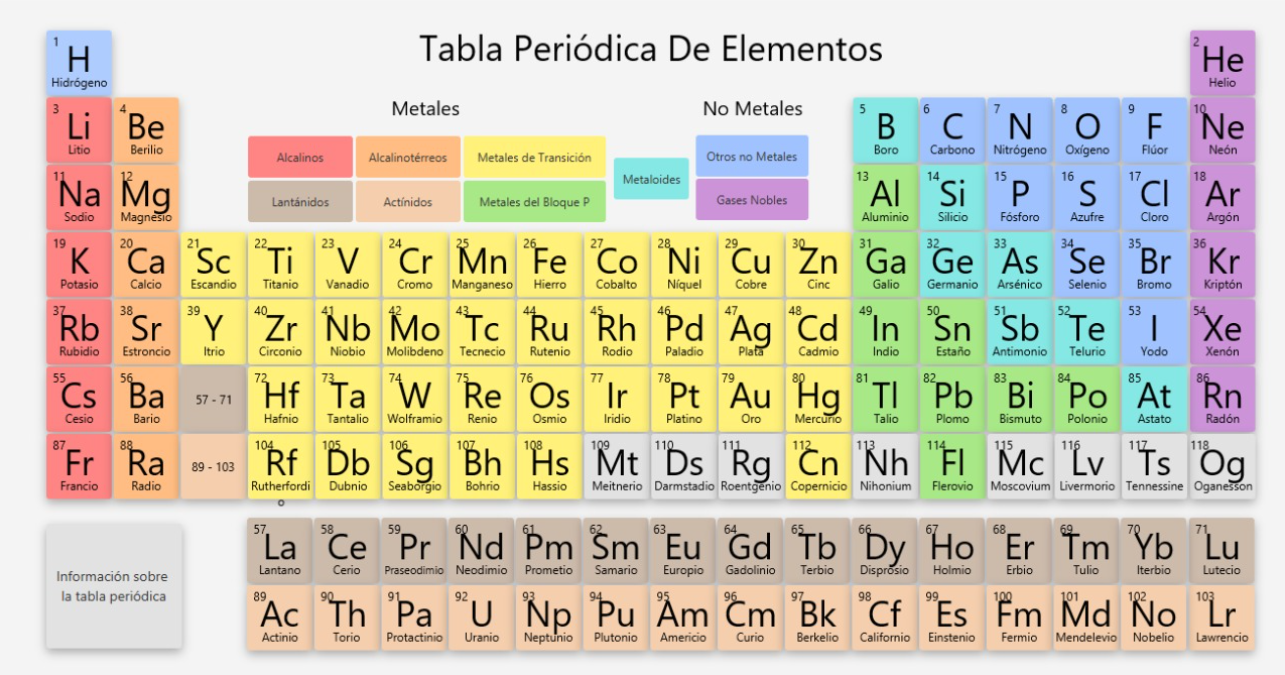 Tabla Periódica De Elementos
1 H Hidrógeno
2 He Helio
Metales
No Metales
3 Li Litio
4 Be Berilio
5 B Boro
6 C Carbono
7 N Nitrógeno
8 O Oxígeno
9 F Flúor
10 Ne Neón
Alcalinos
Alcalinotérreos
Metales de Transición
Metaloides
Otros no Metales
Lantánidos
Actínidos
Metales del Bloque P
Gases Nobles
11 Na Sodio
12 Mg Magnesio
13 Al Aluminio
14 Si Silicio
15 P Fósforo
16 S Azufre
17 Cl Cloro
18 Ar Argón
19 K Potasio
20 Ca Calcio
21 Sc Escandio
22 Ti Titanio
23 V Vanadio
24 Cr Cromo
25 Mn Manganeso
26 Fe Hierro
27 Co Cobalto
28 Ni Níquel
29 Cu Cobre
30 Zn Cinc
31 Ga Galio
32 Ge Germanio
33 As Arsénico
34 Se Selenio
35 Br Bromo
36 Kr Kriptón
37 Rb Rubidio
38 Sr Estroncio
39 Y Itrio
40 Zr Circonio
41 Nb Niobio
42 Mo Molibdeno
43 Tc Tecnecio
44 Ru Rutenio
45 Rh Rodio
46 Pd Paladio
47 Ag Plata
48 Cd Cadmio
49 In Indio
50 Sn Estaño
51 Sb Antimonio
52 Te Telurio
53 I Yodo
54 Xe Xenón
55 Cs Cesio
56 Ba Bario
57 - 71
72 Hf Hafnio
73 Ta Tantalio
74 W Wolframio
75 Re Renio
76 Os Osmio
77 Ir Iridio
78 Pt Platino
79 Au Oro
80 Hg Mercurio
81 Tl Talio
82 Pb Plomo
83 Bi Bismuto
84 Po Polonio
85 At Astato
86 Rn Radón
87 Fr Francio
88 Ra Radio
89 - 103
104 Rf Rutherfordio
105 Db Dubnio
106 Sg Seaborgio
107 Bh Bohrio
108 Hs Hassio
109 Mt Meitnerio
110 Ds Darmstadio
111 Rg Roentgenio
112 Cn Copernicio
113 Nh Nihonium
114 Fl Flerovio
115 Mc Moscovium
116 Lv Livermorio
117 Ts Tennessine
118 Og Oganesson
Información sobre
la tabla periódica
57 La Lantano
58 Ce Cerio
59 Pr Praseodimio
60 Nd Neodimio
61 Pm Prometio
62 Sm Samario
63 Eu Europio
64 Gd Gadolinio
65 Tb Terbio
66 Dy Disprosio
67 Ho Holmio
68 Er Erbio
69 Tm Tulio
70 Yb Iterbio
71 Lu Lutecio
89 Ac Actinio
90 Th Torio
91 Pa Protactinio
92 U Uranio
93 Np Neptunio
94 Pu Plutonio
95 Am Americio
96 Cm Curio
97 Bk Berkelio
98 Cf Californio
99 Es Einstenio
100 Fm Fermio
101 Md Mendelevio
102 No Nobelio
103 Lr Lawrencio